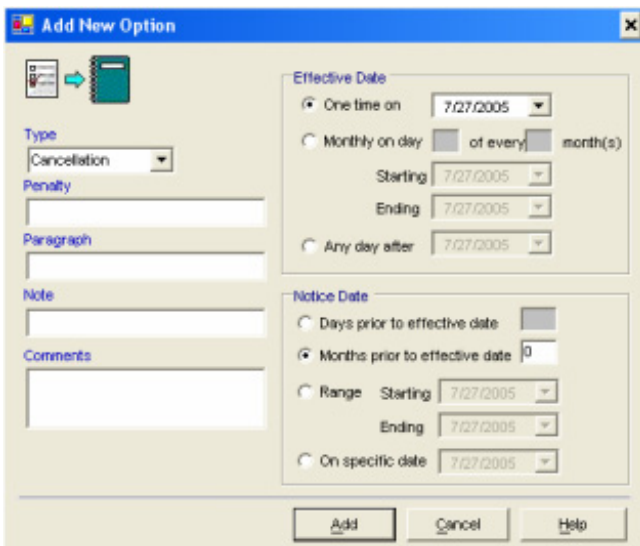 Add New Option
Type
Cancellation
Penalty
Paragraph
Note
Comments
Effective Date
One time on 7/27/2005
Monthly on day of every month(s)
Starting 7/27/2005
Ending 7/27/2005
Any day after 7/27/2005
Notice Date
Days prior to effective date
Months prior to effective date 0
Range Starting 7/27/2005
Ending 7/27/2005
On specific date 7/27/2005
Add Cancel Help